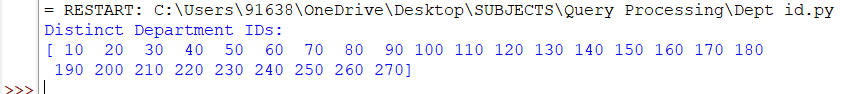 = RESTART: C:\Users\91638\OneDrive\Desktop\SUBJECTS\Query Processing\Dept id.py
Distinct Department IDs:
[ 10  20  30  40  50  60  70  80  90 100 110 120 130 140 150 160 170 180
 190 200 210 220 230 240 250 260 270]
>>>